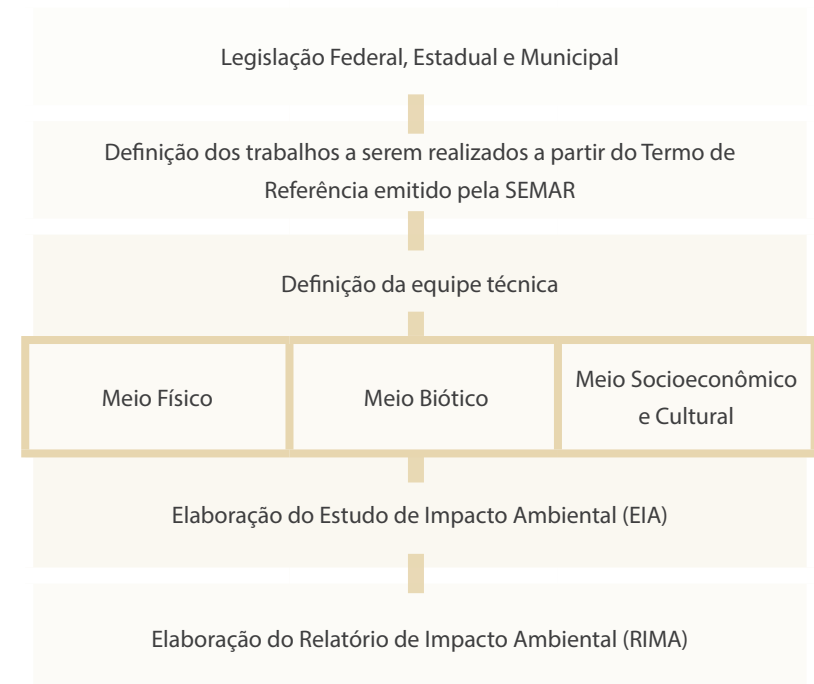 Legislação Federal, Estadual e Municipal
Definição dos trabalhos a serem realizados a partir do Termo de
Referência emitido pela SEMAR
Definição da equipe técnica
Meio Físico
Meio Biótico
Meio Socioeconômico
e Cultural
Elaboração do Estudo de Impacto Ambiental (EIA)
Elaboração do Relatório de Impacto Ambiental (RIMA)